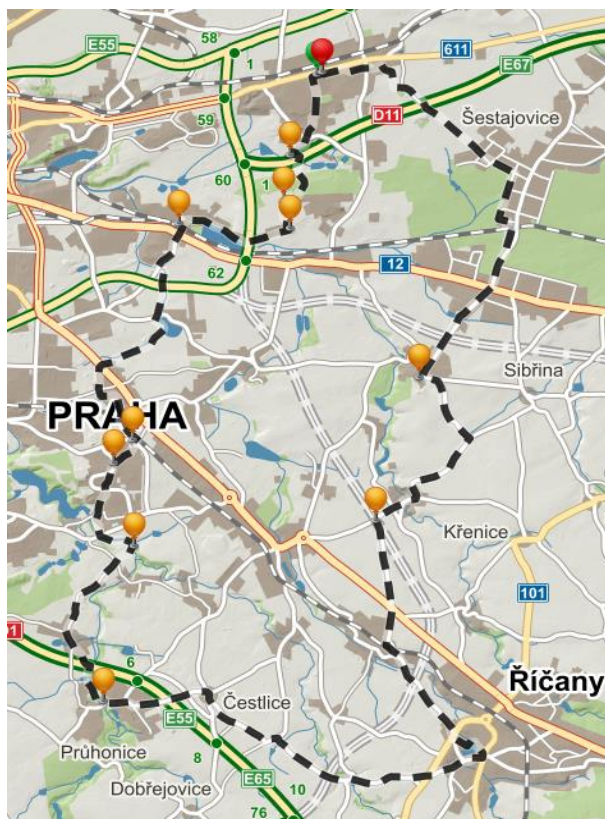 E55
58
1
611
E67
59
D11
Šestajovice
60
1
62
12
Sibřina
PRAHA
Křenice
101
D1
6
Říčany
Čestlice
E55
Průhonice
8
Dobřejovice
E65
10
76